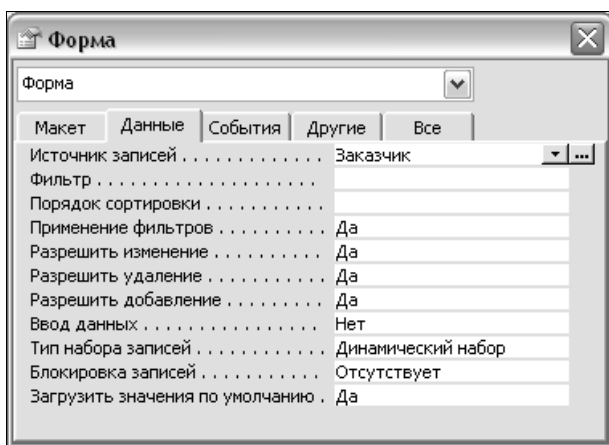 Форма
Форма
Макет Данные События Другие Все
Источник записей . . . . . . . . . . . . . Заказчик ...
Фильтр . . . . . . . . . . . . . . . . . . . .
Порядок сортировки . . . . . . . . . . .
Применение фильтров . . . . . . . . . . Да
Разрешить изменение . . . . . . . . . . Да
Разрешить удаление . . . . . . . . . . . Да
Разрешить добавление . . . . . . . . . Да
Ввод данных . . . . . . . . . . . . . . . . Нет
Тип набора записей . . . . . . . . . . . . Динамический набор
Блокировка записей . . . . . . . . . . . Отсутствует
Загрузить значения по умолчанию . Да